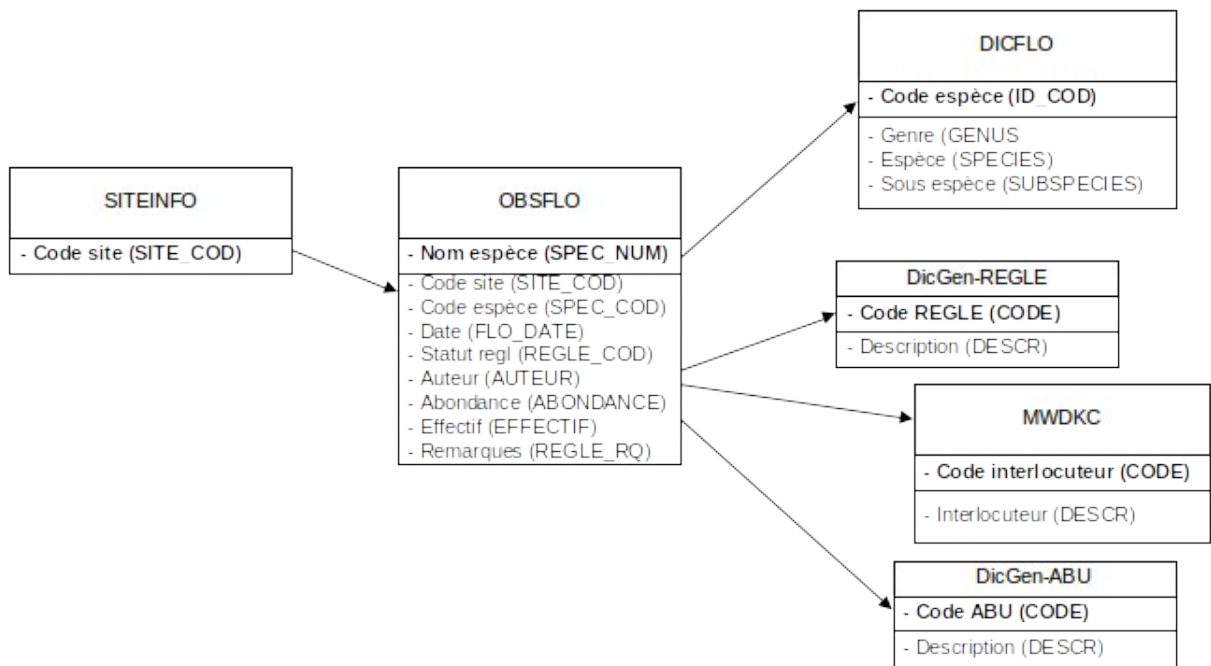 SITEINFO
- Code site (SITE_COD)
OBSFLO
- Nom espèce (SPEC_NUM)
- Code site (SITE_COD)
- Code espèce (SPEC_COD)
- Date (FLO_DATE)
- Statut regl (REGLE_COD)
- Auteur (AUTEUR)
- Abondance (ABONDANCE)
- Effectif (EFFECTIF)
- Remarques (REGLE_RQ)
DICFLO
- Code espèce (ID_COD)
- Genre (GENUS
- Espèce (SPECIES)
- Sous espèce (SUBSPECIES)
DicGen-REGLE
- Code REGLE (CODE)
- Description (DESCR)
MWDKC
- Code interlocuteur (CODE)
- Interlocuteur (DESCR)
DicGen-ABU
- Code ABU (CODE)
- Description (DESCR)